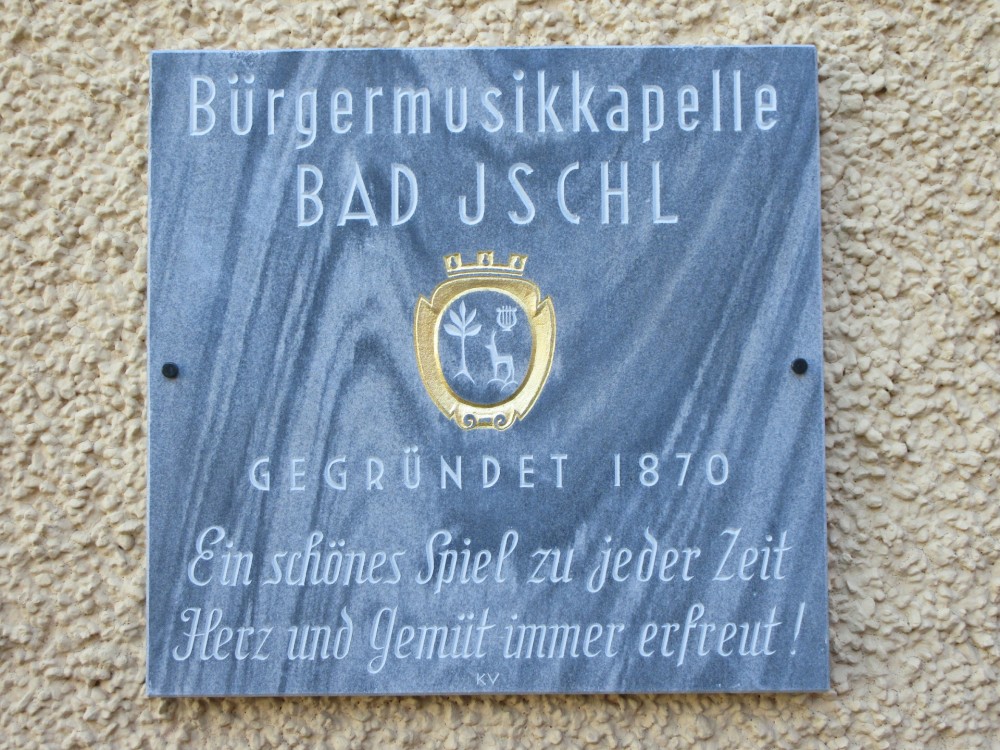 Bürgermusikkapelle
BAD JSCHL
GEGRÜNDET 1870
Ein schönes Spiel zu jeder Zeit
Herz und Gemüt immer erfreut!
KV